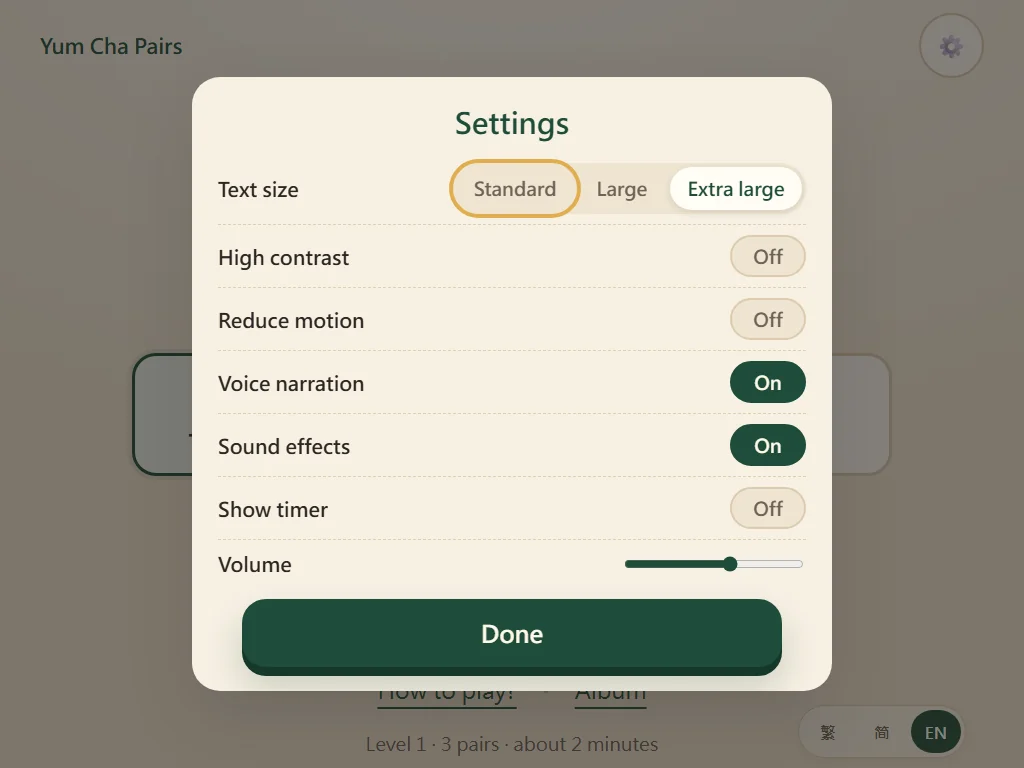 Yum Cha Pairs
Settings
Text size Standard Large Extra large
High contrast Off
Reduce motion Off
Voice narration On
Sound effects On
Show timer Off
Volume
Done
How to play? · Album
Level 1 · 3 pairs · about 2 minutes
繁 简 EN